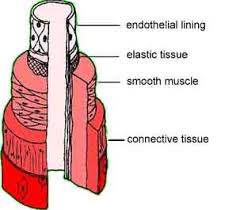 endothelial lining
elastic tissue
smooth muscle
connective tissue